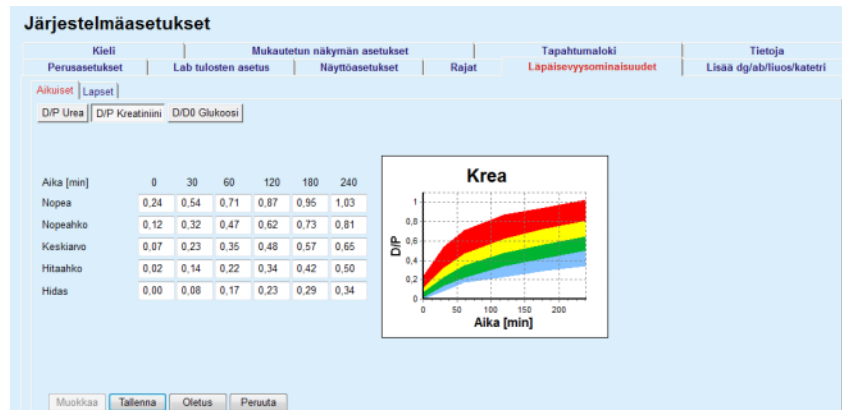 Järjestelmäasetukset
Kieli Mukautetun näkymän asetukset Tapahtumaloki Tietoja
Perusasetukset Lab tulosten asetus Näyttöasetukset Rajat Läpäisevyysominaisuudet Lisää dg/ab/liuos/katetri
Aikuiset Lapset
D/P Urea D/P Kreatiniini D/D0 Glukoosi
Aika [min] 0 30 60 120 180 240
Nopea 0,24 0,54 0,71 0,87 0,95 1,03
Nopeahko 0,12 0,32 0,47 0,62 0,73 0,81
Keskiarvo 0,07 0,23 0,35 0,48 0,57 0,65
Hitaahko 0,02 0,14 0,22 0,34 0,42 0,50
Hidas 0,00 0,08 0,17 0,23 0,29 0,34
Krea
D/P
1
0,8
0,6
0,4
0,2
0
0 50 100 150 200
Aika [min]
Muokkaa Tallenna Oletus Peruuta